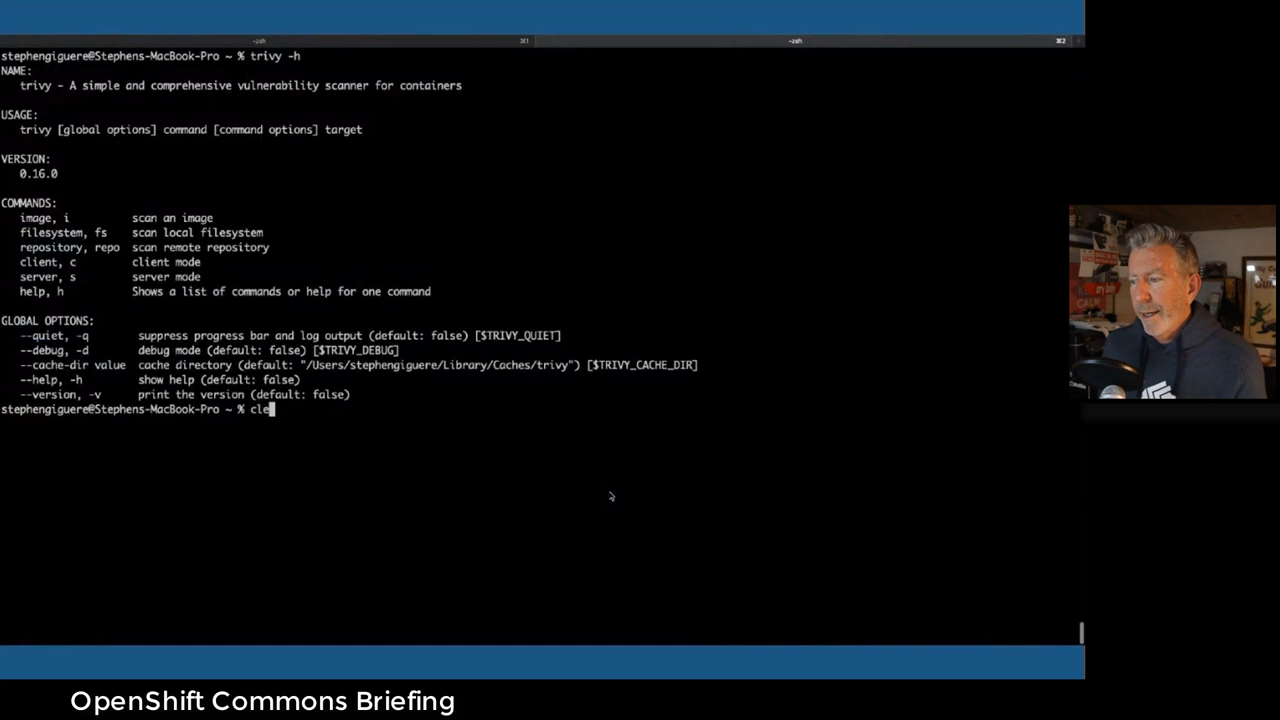 ~zsh
⌘1
~zsh
⌘2
stephengiguere@Stephens-MacBook-Pro ~ % trivy -h
NAME:
trivy - A simple and comprehensive vulnerability scanner for containers
USAGE:
trivy [global options] command [command options] target
VERSION:
0.16.0
COMMANDS:
image, i scan an image
filesystem, fs scan local filesystem
repository, repo scan remote repository
client, c client mode
server, s server mode
help, h Shows a list of commands or help for one command
GLOBAL OPTIONS:
--quiet, -q suppress progress bar and log output (default: false) [$TRIVY_QUIET]
--debug, -d debug mode (default: false) [$TRIVY_DEBUG]
--cache-dir value cache directory (default: "/Users/stephengiguere/Library/Caches/trivy") [$TRIVY_CACHE_DIR]
--help, -h show help (default: false)
--version, -v print the version (default: false)
stephengiguere@Stephens-MacBook-Pro ~ % cle
CALM
OpenShift Commons Briefing